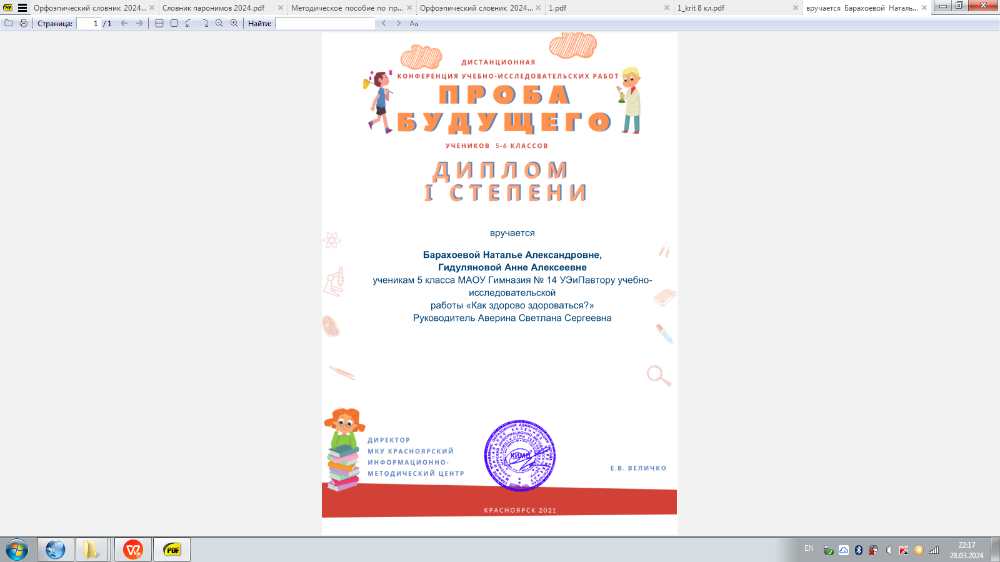 Орфоэпический словник 2024...
Словник паронимов 2024.pdf
Методическое пособие по пр...
Орфоэпический словник 2024...
1.pdf
1_krit 8 кл.pdf
вручается Барахоевой Наталь...
Страница: 1 / 1
Найти:
ДИСТАНЦИОННАЯ
КОНФЕРЕНЦИЯ УЧЕБНО-ИССЛЕДОВАТЕЛЬСКИХ РАБОТ
ПРОБА
БУДУЩЕГО
УЧЕНИКОВ 5-6 КЛАССОВ
ДИПЛОМ
I СТЕПЕНИ
вручается
Барахоевой Наталье Александровне,
Гидуляновой Анне Алексеевне
ученикам 5 класса МАОУ Гимназия № 14 УЭиПавтору учебно-
исследовательской
работы «Как здорово здороваться?»
Руководитель Аверина Светлана Сергеевна
ДИРЕКТОР
МКУ КРАСНОЯРСКИЙ
ИНФОРМАЦИОННО-
МЕТОДИЧЕСКИЙ ЦЕНТР
КИМЦ
Е.В. ВЕЛИЧКО
КРАСНОЯРСК 2021
PDF
EN
22:17
28.03.2024